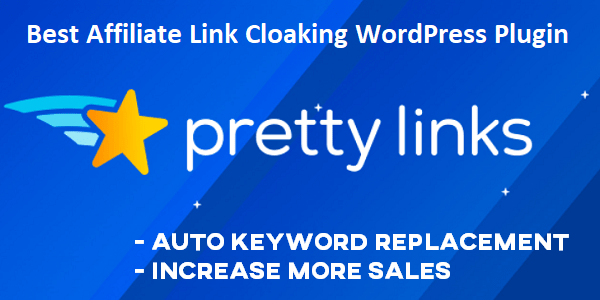 Best Affiliate Link Cloaking WordPress Plugin
pretty links
- AUTO KEYWORD REPLACEMENT
- INCREASE MORE SALES